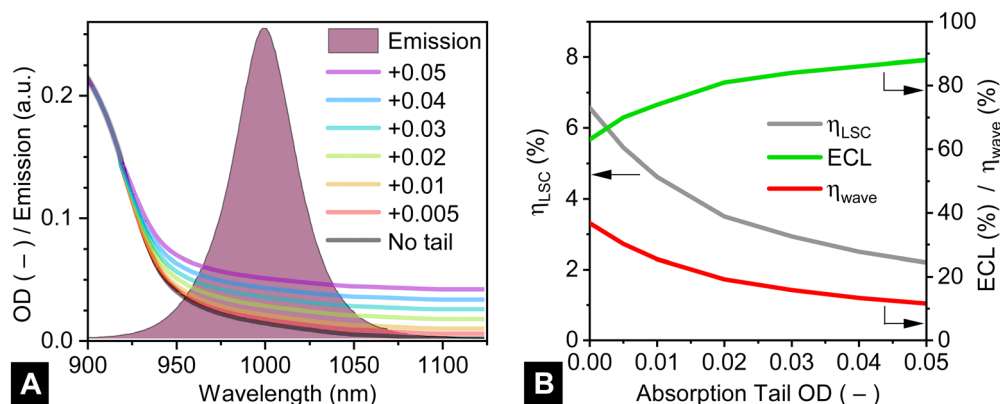 OD ( – ) / Emission (a.u.)
0.2
0.1
0.0
Emission
+0.05
+0.04
+0.03
+0.02
+0.01
+0.005
No tail
900
950
1000
1050
1100
Wavelength (nm)
A
ηLSC (%)
8
6
4
2
0
ηLSC
ECL
ηwave
100
80
60
40
20
0
ECL (%) / ηwave (%)
0.00
0.01
0.02
0.03
0.04
0.05
Absorption Tail OD ( – )
B